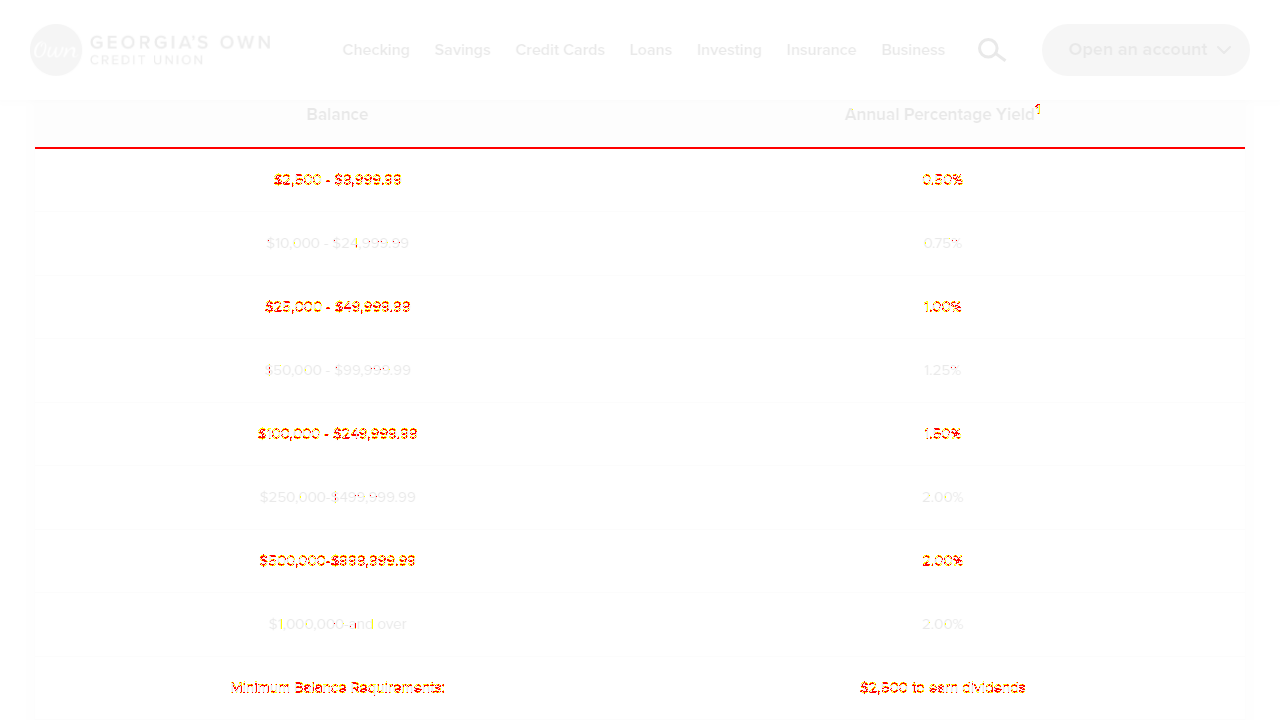 Own GEORGIA'S OWN CREDIT UNION
Checking Savings Credit Cards Loans Investing Insurance Business Open an account
Balance Annual Percentage Yield¹
$2,500 - $9,999.99 0.50%
$10,000 - $24,999.99 0.75%
$25,000 - $49,999.99 1.00%
$50,000 - $99,999.99 1.25%
$100,000 - $249,999.99 1.50%
$250,000-$499,999.99 2.00%
$500,000-$999,999.99 2.00%
$1,000,000-and over 2.00%
Minimum Balance Requirements: $2,500 to earn dividends